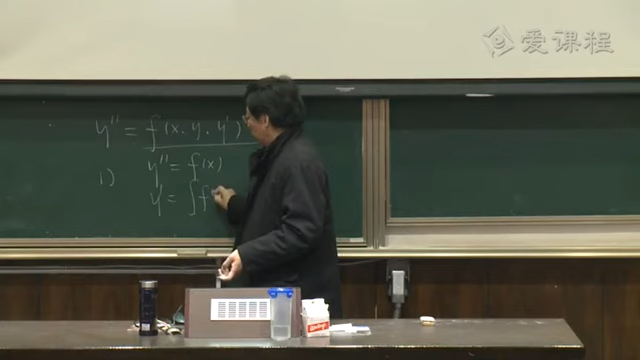 爱课程
y'' = f(x, y, y')
1) y'' = f(x)
y' = ∫f